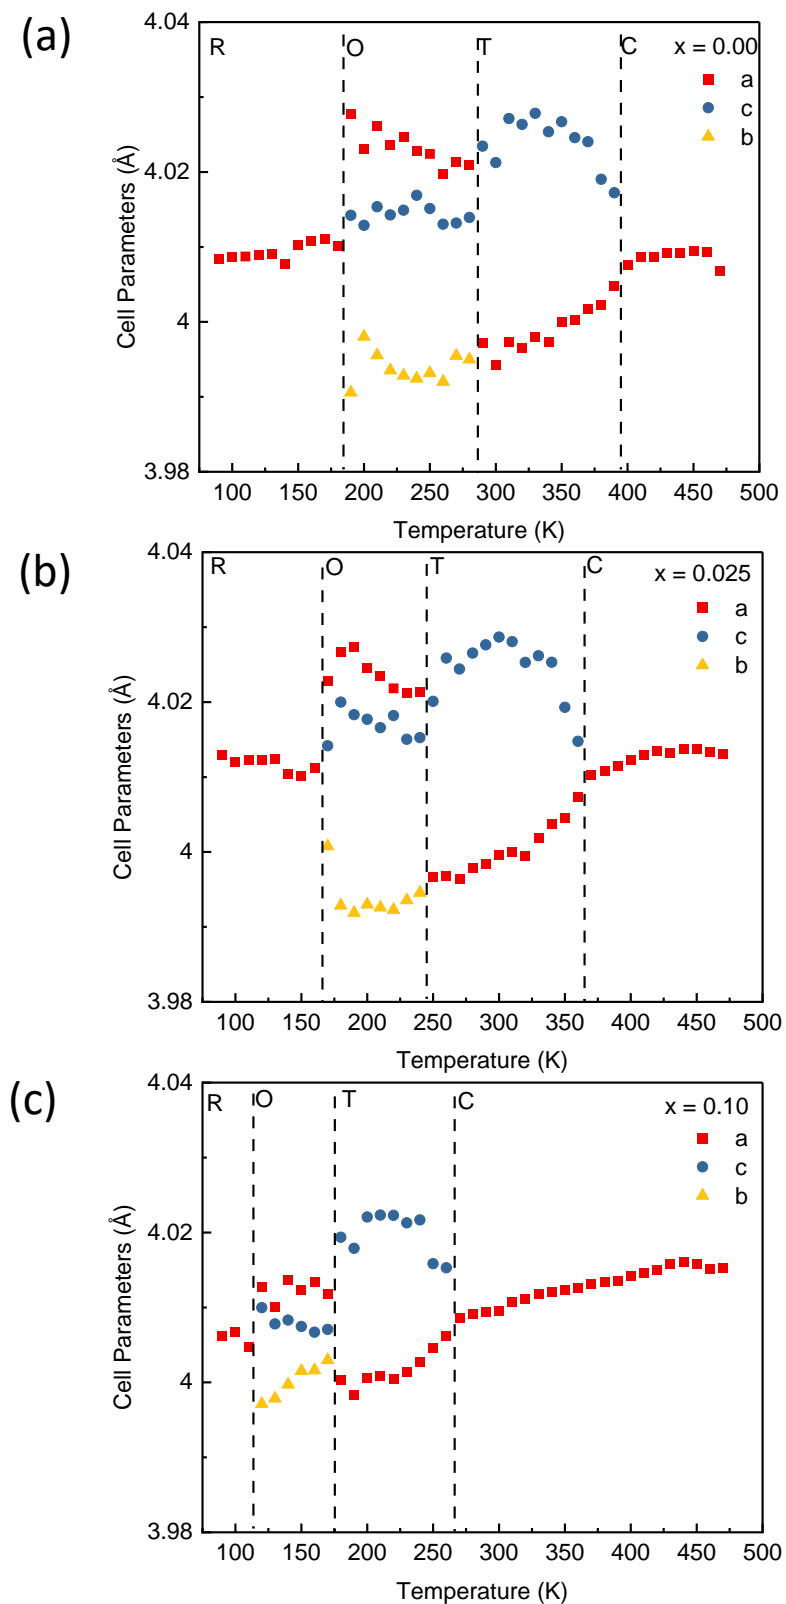 (a)
4.04
R O T C x = 0.00
a
c
b
4.02
4
3.98
Cell Parameters (Å)
100 150 200 250 300 350 400 450 500
Temperature (K)
(b)
4.04
R O T C x = 0.025
a
c
b
4.02
4
3.98
Cell Parameters (Å)
100 150 200 250 300 350 400 450 500
Temperature (K)
(c)
4.04
R O T C x = 0.10
a
c
b
4.02
4
3.98
Cell Parameters (Å)
100 150 200 250 300 350 400 450 500
Temperature (K)